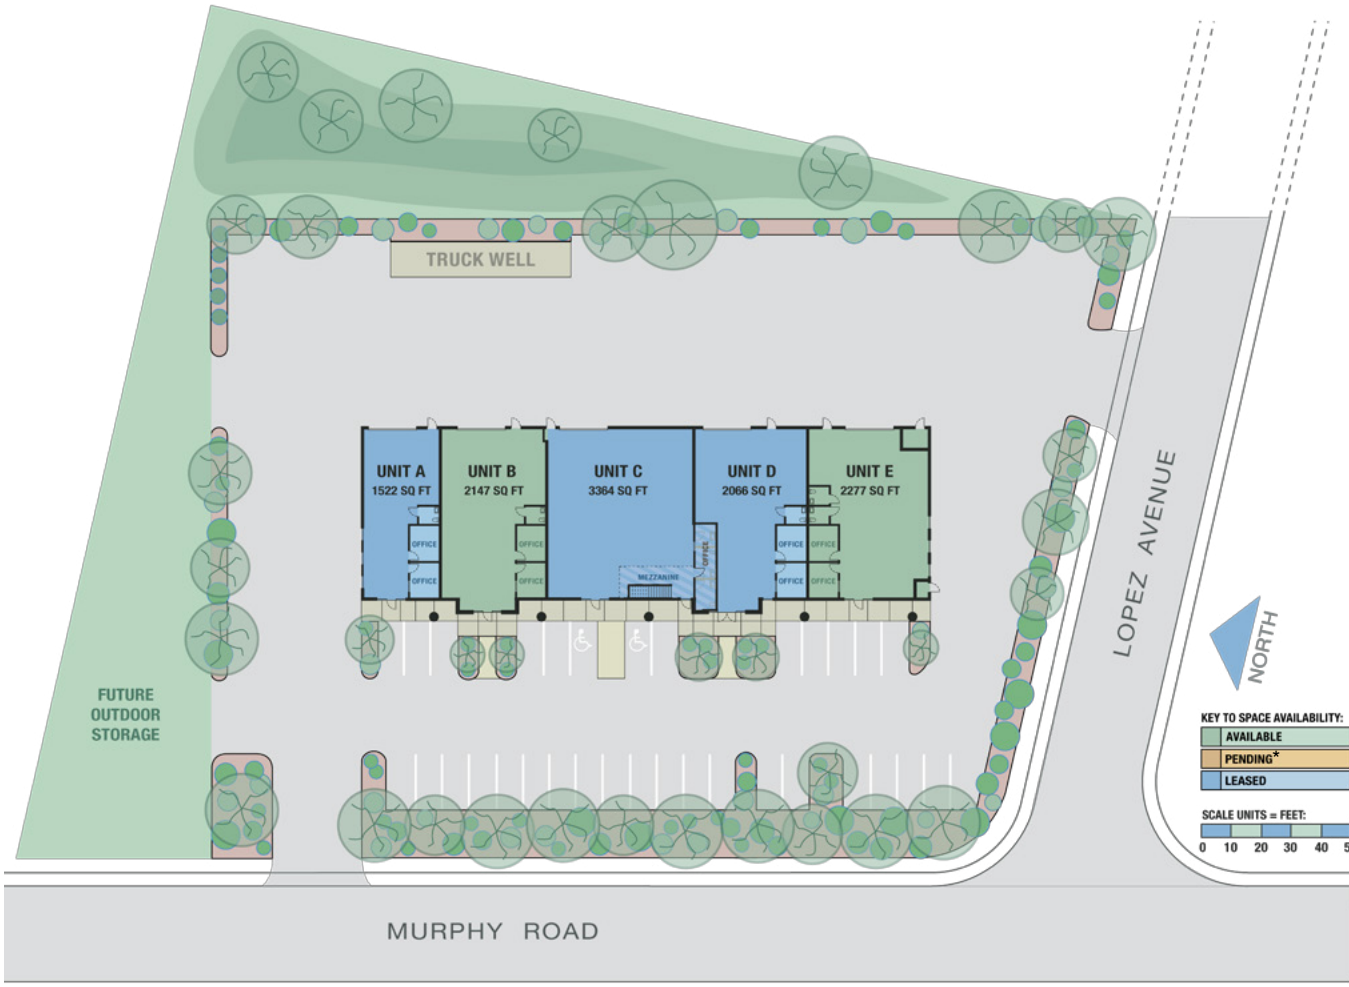 TRUCK WELL
UNIT A
1522 SQ FT
UNIT B
2147 SQ FT
UNIT C
3364 SQ FT
UNIT D
2066 SQ FT
UNIT E
2277 SQ FT
OFFICE
OFFICE
OFFICE
OFFICE
MEZZANINE
OFFICE
OFFICE
OFFICE
OFFICE
OFFICE
LOPEZ AVENUE
NORTH
FUTURE
OUTDOOR
STORAGE
KEY TO SPACE AVAILABILITY:
AVAILABLE
PENDING*
LEASED
SCALE UNITS = FEET:
0 10 20 30 40
MURPHY ROAD